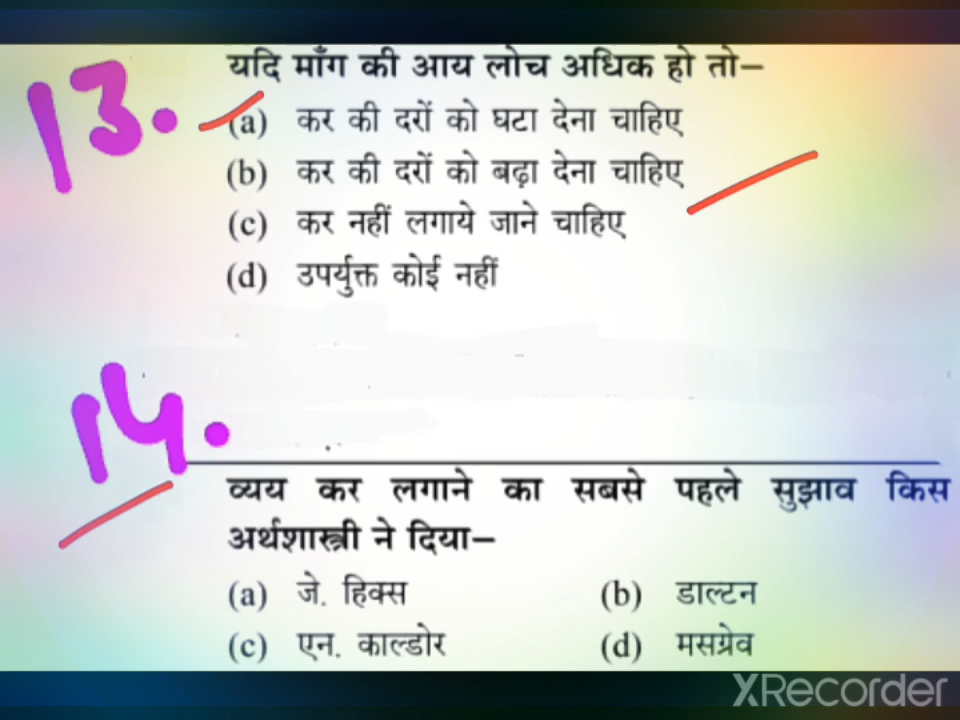 13.
यदि माँग की आय लोच अधिक हो तो–
(a) कर की दरों को घटा देना चाहिए
(b) कर की दरों को बढ़ा देना चाहिए
(c) कर नहीं लगाये जाने चाहिए
(d) उपर्युक्त कोई नहीं
14.
व्यय कर लगाने का सबसे पहले सुझाव किस
अर्थशास्त्री ने दिया–
(a) जे. हिक्स (b) डाल्टन
(c) एन. काल्डोर (d) मसग्रेव
XRecorder